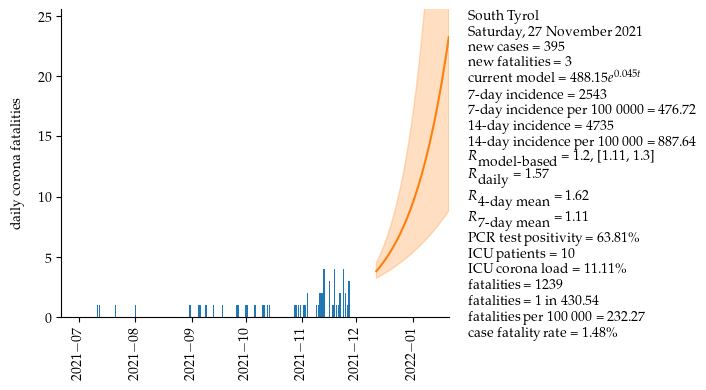 25
20
15
10
5
0
daily corona fatalities
2021−07
2021−08
2021−09
2021−10
2021−11
2021−12
2022−01
South Tyrol
Saturday, 27 November 2021
new cases = 395
new fatalities = 3
current model = 488.15e^0.045t
7-day incidence = 2543
7-day incidence per 100 0000 = 476.72
14-day incidence = 4735
14-day incidence per 100 000 = 887.64
R model-based = 1.2, [1.11, 1.3]
R daily = 1.57
R 4-day mean = 1.62
R 7-day mean = 1.11
PCR test positivity = 63.81%
ICU patients = 10
ICU corona load = 11.11%
fatalities = 1239
fatalities = 1 in 430.54
fatalities per 100 000 = 232.27
case fatality rate = 1.48%